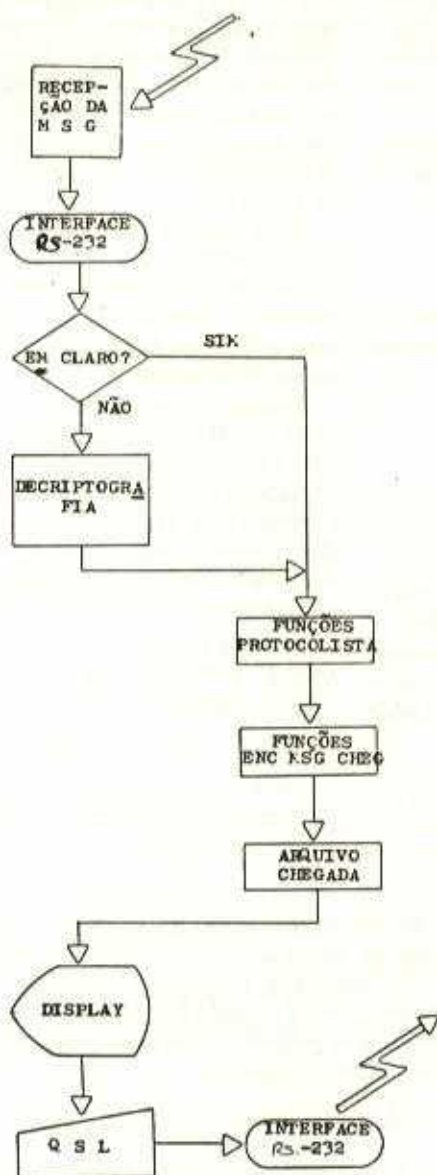 RECEP-
ÇÃO DA
M S G
INTERFACE
RS-232
EM CLARO?
SIM
NÃO
DECRIPTOGRA
FIA
FUNÇÕES
PROTOCOLISTA
FUNÇÕES
ENC MSG CHEG
ARQUIVO
CHEGADA
DISPLAY
Q S L
INTERFACE
RS.-232